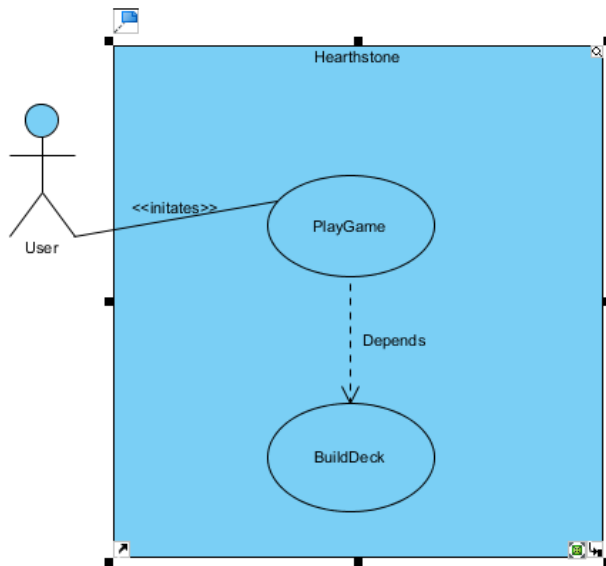 Hearthstone
<<initates>>
PlayGame
User
Depends
BuildDeck